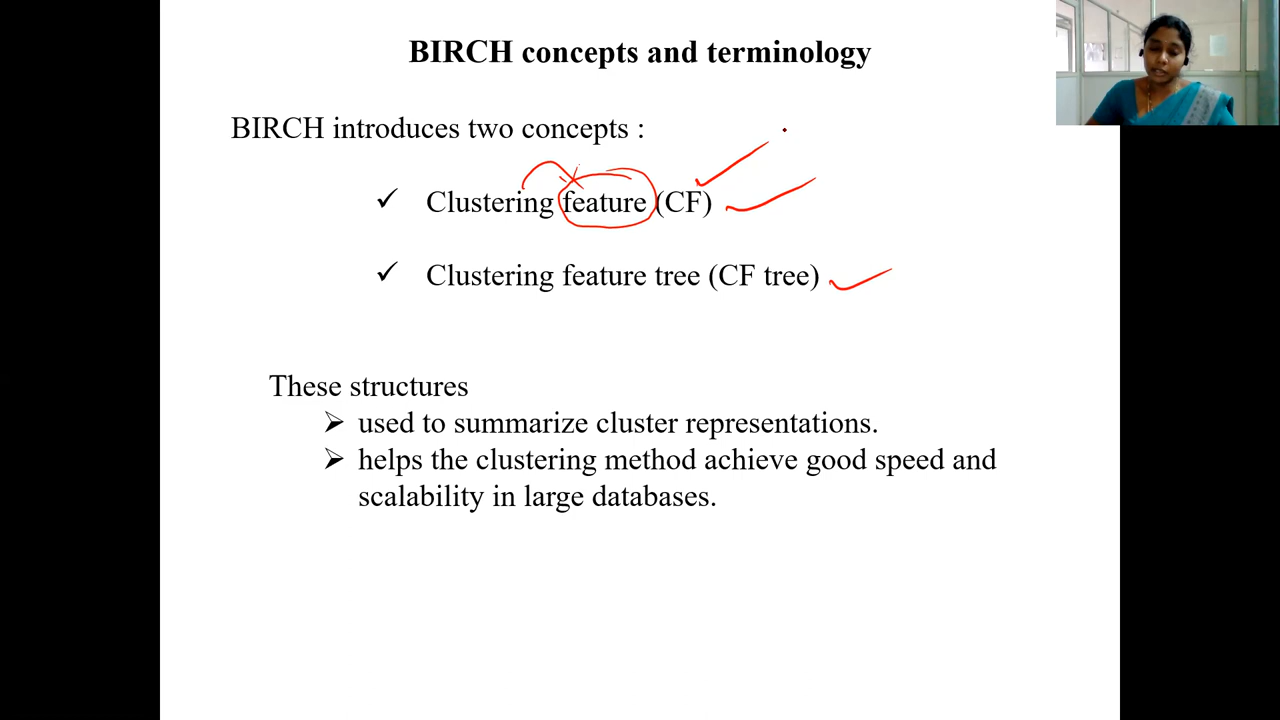 BIRCH concepts and terminology
BIRCH introduces two concepts :
✓ Clustering feature (CF)
✓ Clustering feature tree (CF tree)
These structures
➢ used to summarize cluster representations.
➢ helps the clustering method achieve good speed and
scalability in large databases.